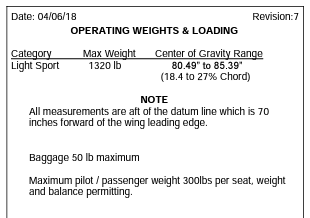 Date: 04/06/18 Revision:7
OPERATING WEIGHTS & LOADING
Category Max Weight Center of Gravity Range
Light Sport 1320 lb 80.49" to 85.39"
(18.4 to 27% Chord)
NOTE
All measurements are aft of the datum line which is 70
inches forward of the wing leading edge.
Baggage 50 lb maximum
Maximum pilot / passenger weight 300lbs per seat, weight
and balance permitting.